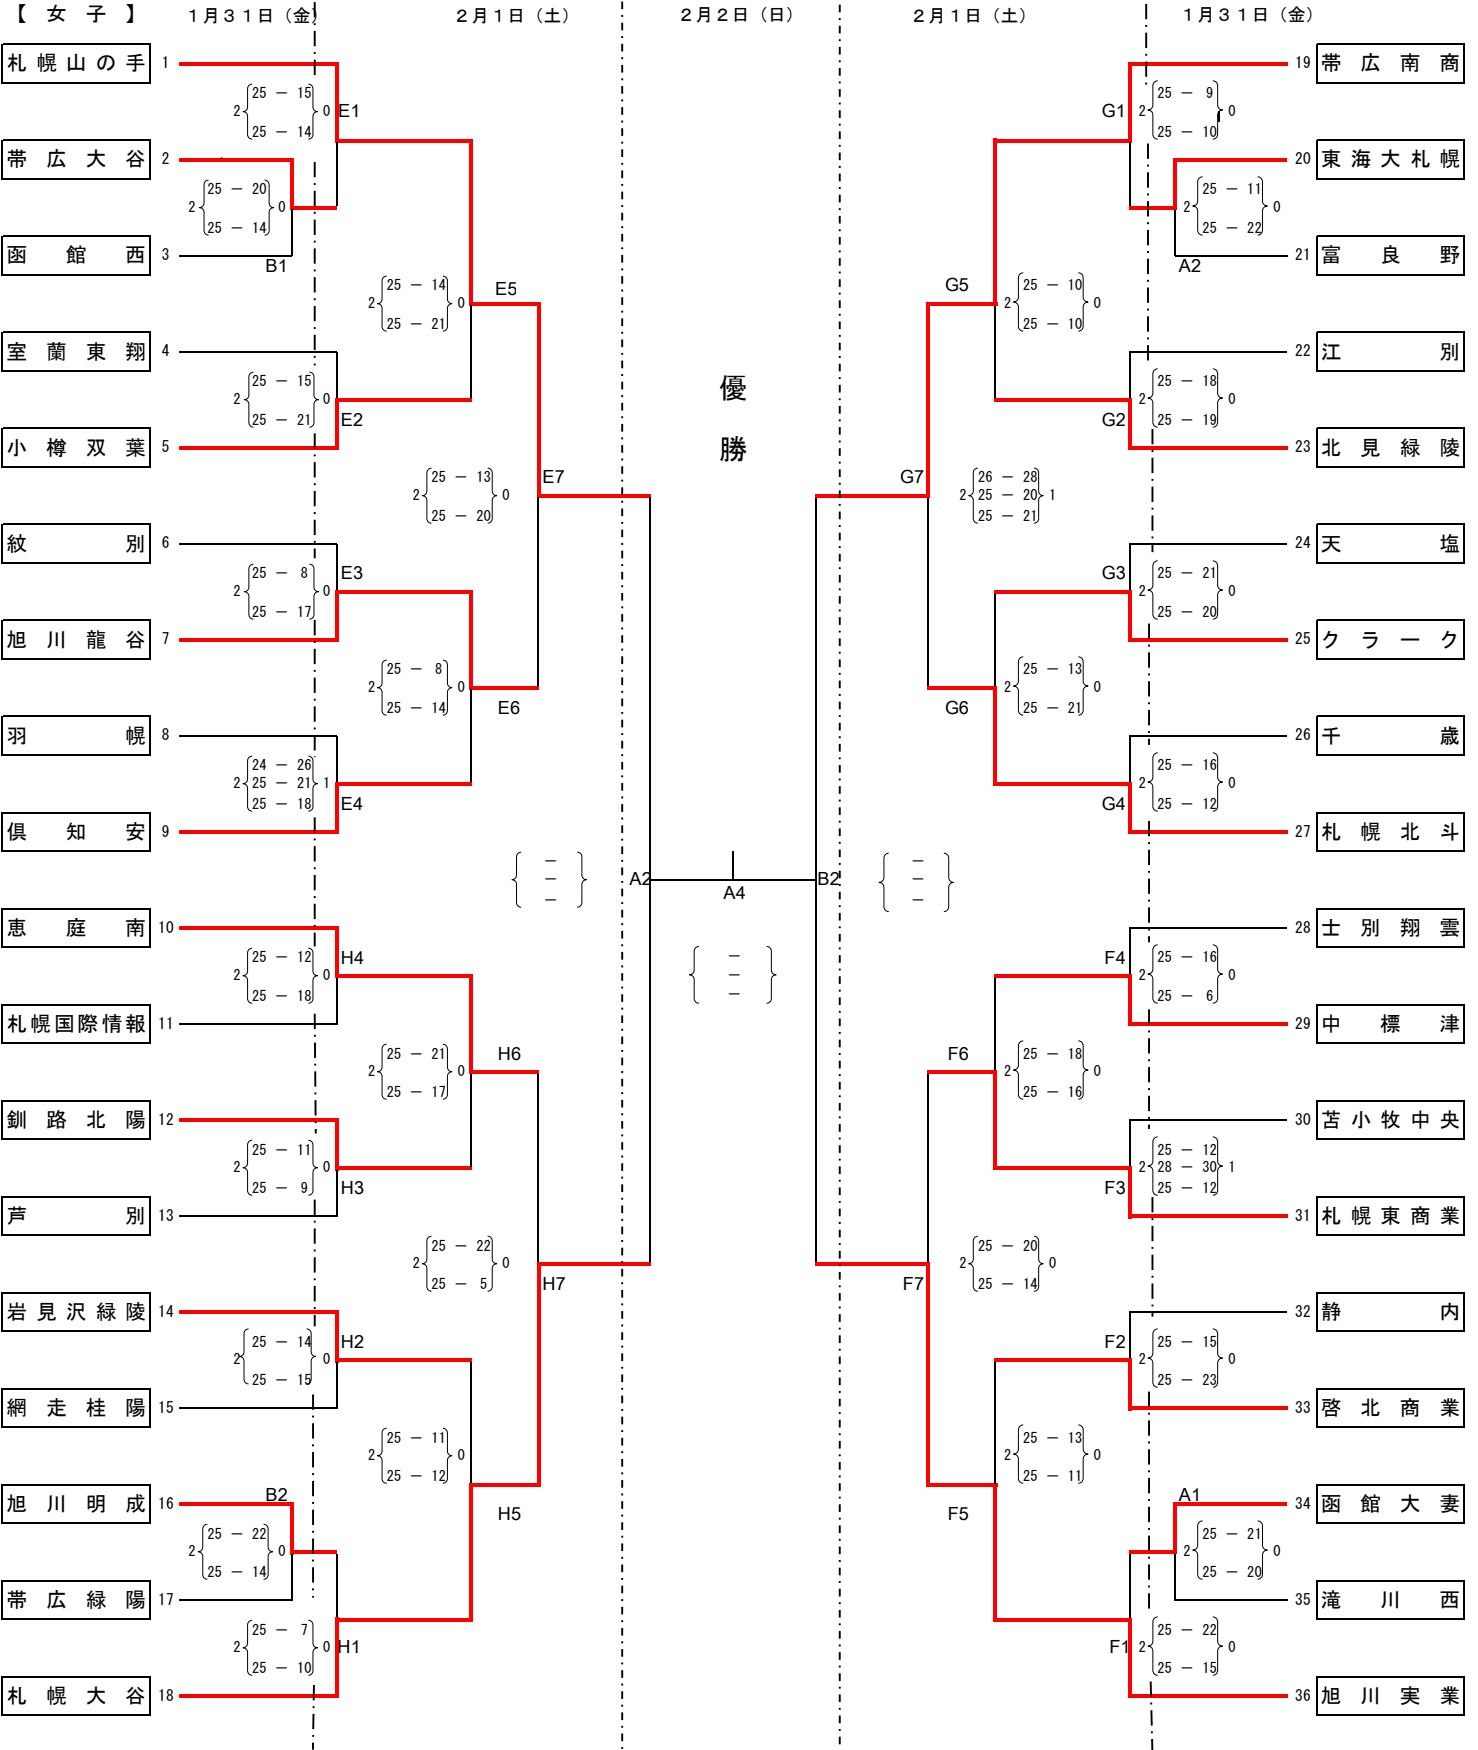 【 女 子 】 １月３１日（金） ２月１日（土） ２月２日（日） ２月１日（土） １月３１日（金）
札幌山の手 1
25 － 15
2 0 E1
25 － 14
帯広大谷 2
25 － 20
2 0
25 － 14
函館西 3
B1
25 － 14 E5
2 0
25 － 21
室蘭東翔 4
25 － 15
2 0
25 － 21 E2
小樽双葉 5
25 － 13 E7
2 0
25 － 20
紋別 6
25 － 8 E3
2 0
25 － 17
旭川龍谷 7
25 － 8
2 0
25 － 14 E6
羽幌 8
24 － 26
2 25 － 21 1
25 － 18 E4
倶知安 9
－
－ A2
－
恵庭南 10
25 － 12 H4
2 0
25 － 18
札幌国際情報 11
25 － 21 H6
2 0
25 － 17
釧路北陽 12
25 － 11
2 0
25 － 9 H3
芦別 13
25 － 22
2 0
25 － 5 H7
岩見沢緑陵 14
25 － 14 H2
2 0
25 － 15
網走桂陽 15
25 － 11
2 0
25 － 12
H5
旭川明成 16
B2
25 － 22
2 0
25 － 14
帯広緑陽 17
25 － 7
2 0 H1
25 － 10
札幌大谷 18
優
勝
A4
－
－
－
19 帯広南商
25 － 9
G1 2 0
25 － 10
20 東海大札幌
25 － 11
2 0
25 － 22
21 富良野
A2
G5 25 － 10
2 0
25 － 10
22 江別
25 － 18
2 0
G2 25 － 19
23 北見緑陵
G7 26 － 28
2 25 － 20 1
25 － 21
24 天塩
G3 25 － 21
2 0
25 － 20
25 クラーク
25 － 13
2 0
G6 25 － 21
26 千歳
25 － 16
2 0
G4 25 － 12
27 札幌北斗
－
B2 －
－
28 士別翔雲
F4 25 － 16
2 0
25 － 6
29 中標津
F6 25 － 18
2 0
25 － 16
30 苫小牧中央
25 － 12
2 28 － 30 1
F3 25 － 12
31 札幌東商業
25 － 20
2 0
F7 25 － 14
32 静内
F2 25 － 15
2 0
25 － 23
33 啓北商業
25 － 13
2 0
25 － 11
F5
34 函館大妻
A1
25 － 21
2 0
25 － 20
35 滝川西
25 － 22
F1 2 0
25 － 15
36 旭川実業